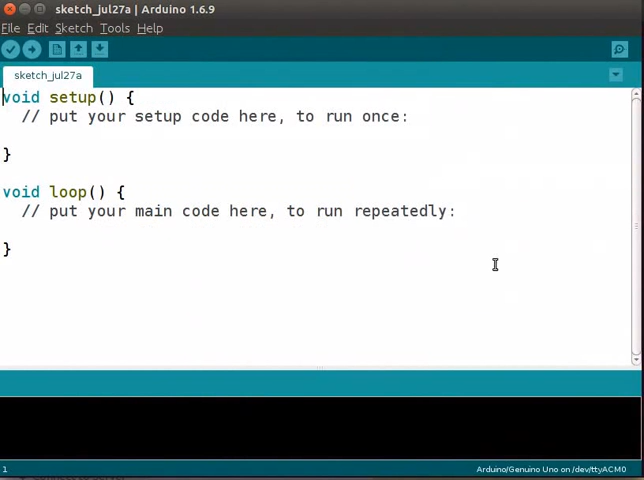 sketch_jul27a | Arduino 1.6.9
File Edit Sketch Tools Help
sketch_jul27a
void setup() {
  // put your setup code here, to run once:
}
void loop() {
  // put your main code here, to run repeatedly:
}
1 Arduino/Genuino Uno on /dev/ttyACM0